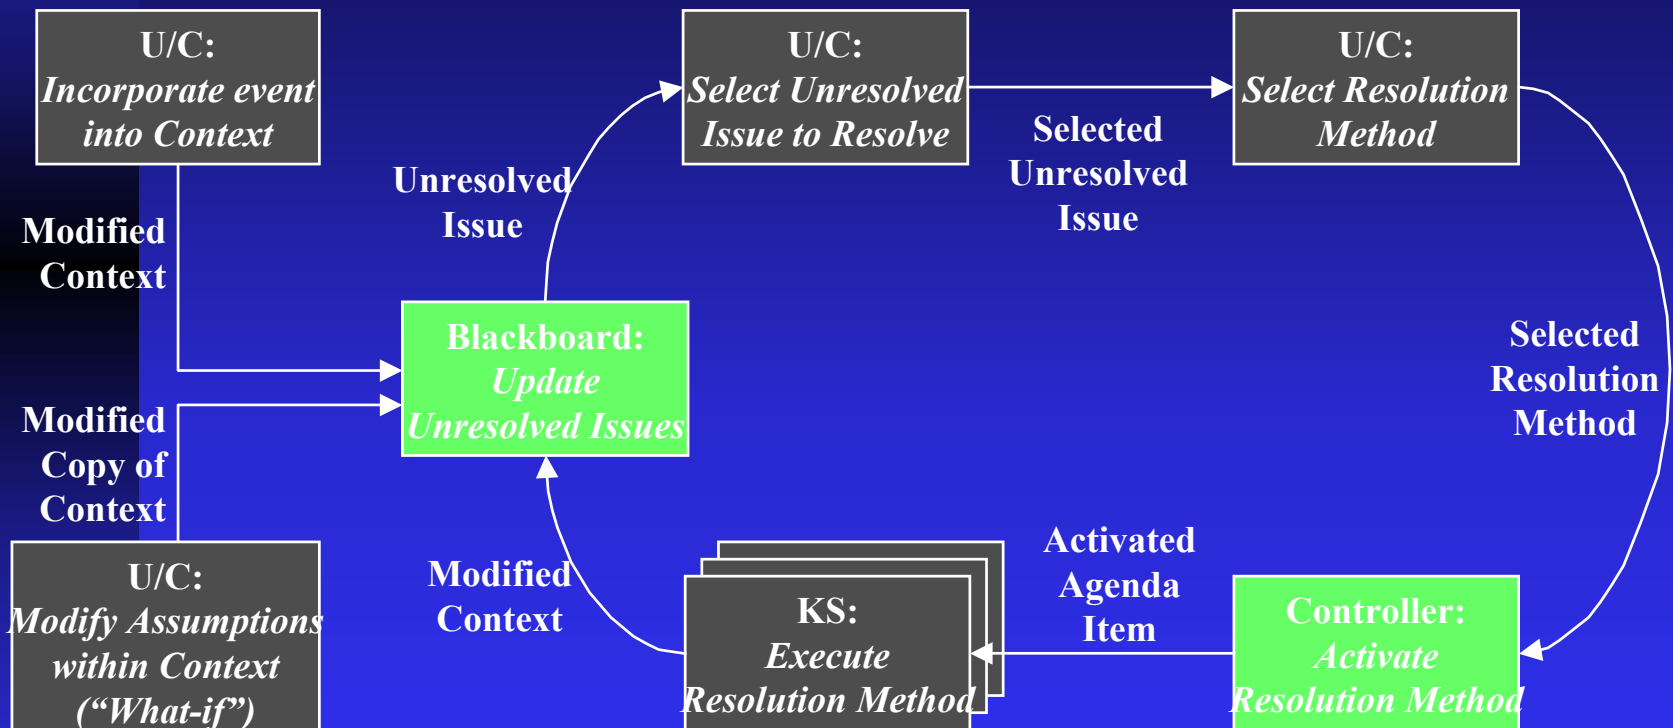 U/C:
Incorporate event
into Context
U/C:
Select Unresolved
Issue to Resolve
U/C:
Select Resolution
Method
Selected
Unresolved
Issue
Unresolved
Issue
Modified
Context
Blackboard:
Update
Unresolved Issues
Selected
Resolution
Method
Modified
Copy of
Context
U/C:
Modify Assumptions
within Context
(“What-if”)
Modified
Context
KS:
Execute
Resolution Method
Activated
Agenda
Item
Controller:
Activate
Resolution Method